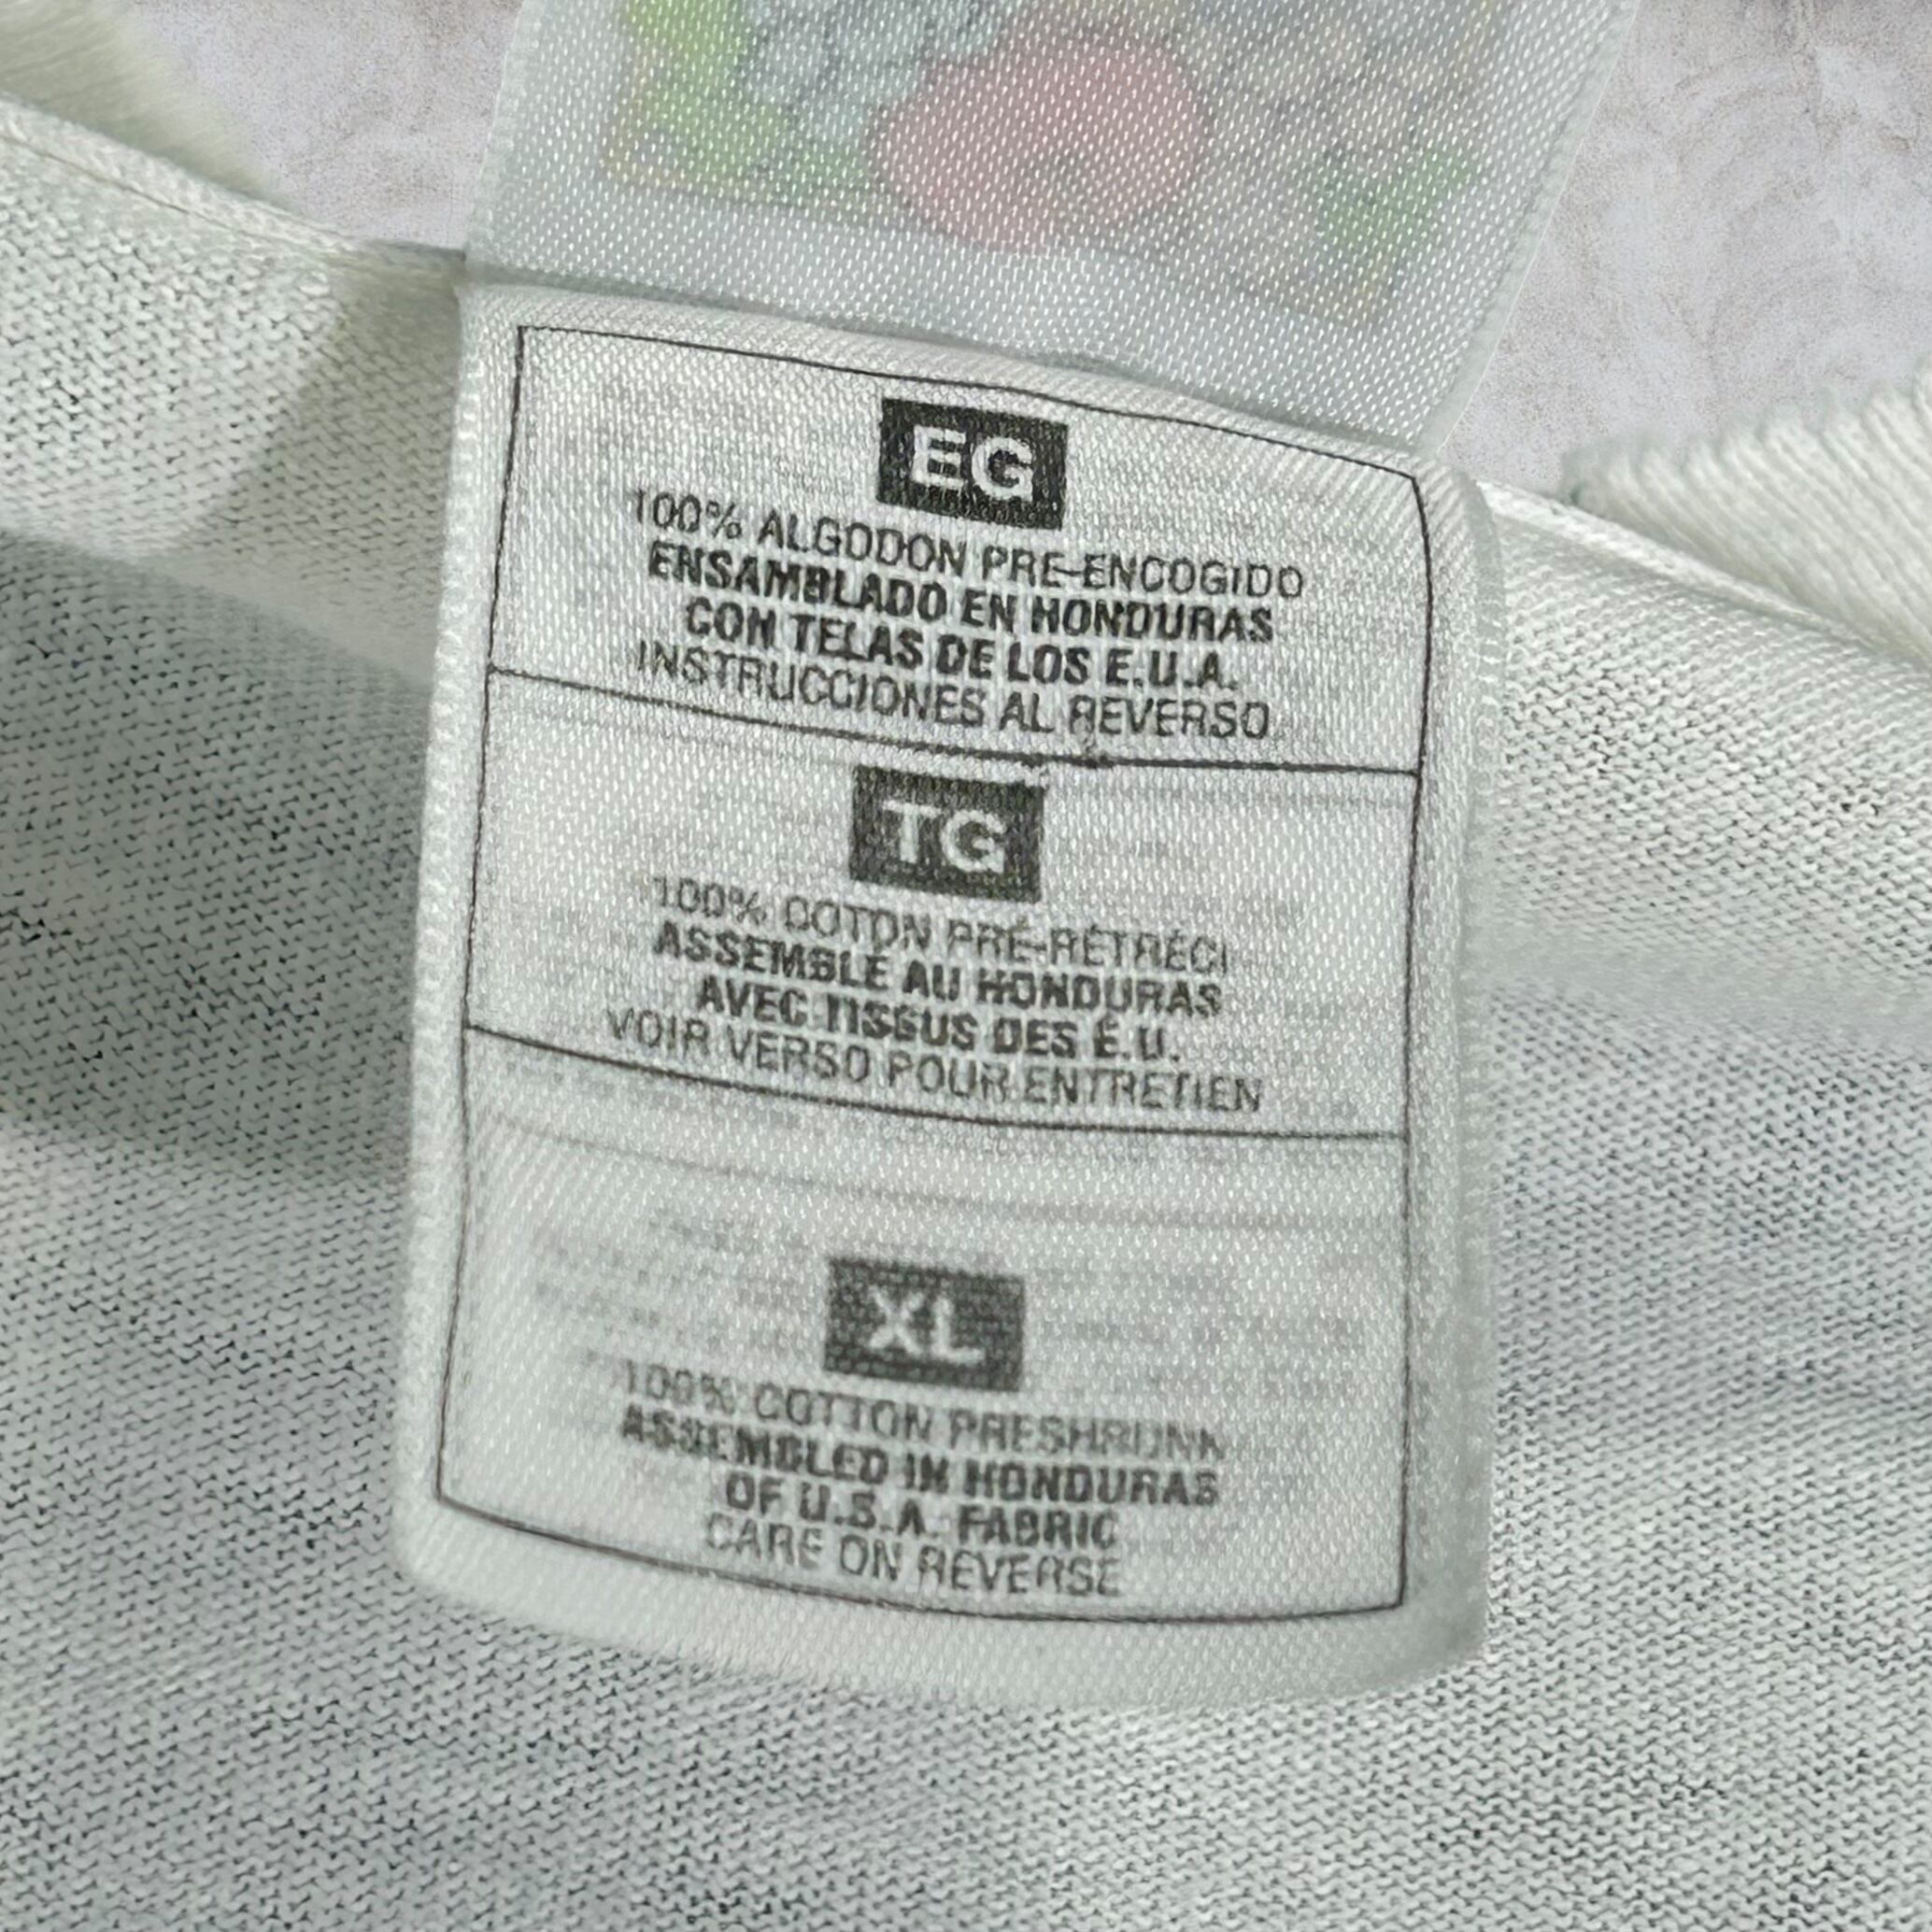 EG
100% ALGODON PRE-ENCOGIDO
ENSAMBLADO EN HONDURAS
CON TELAS DE LOS E.U.A.
INSTRUCCIONES AL REVERSO
TG
100% COTON PRÉ-RÉTRÉCI
ASSEMBLÉ AU HONDURAS
AVEC TISSUS DES É.U.
VOIR VERSO POUR ENTRETIEN
XL
100% COTTON PRESHRUNK
ASSEMBLED IN HONDURAS
OF U.S.A. FABRIC
CARE ON REVERSE